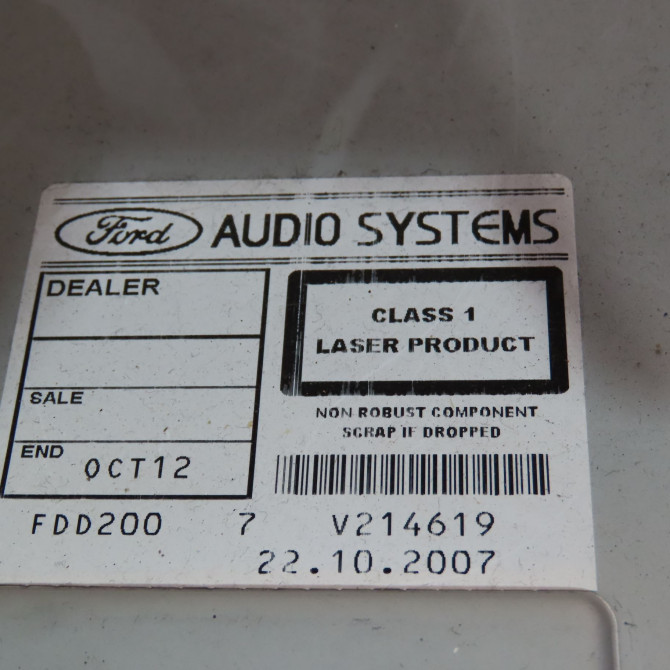 Ford AUDIO SYSTEMS
DEALER
SALE
END OCT12
CLASS 1
LASER PRODUCT
NON ROBUST COMPONENT
SCRAP IF DROPPED
FDD200 7 V214619
22.10.2007